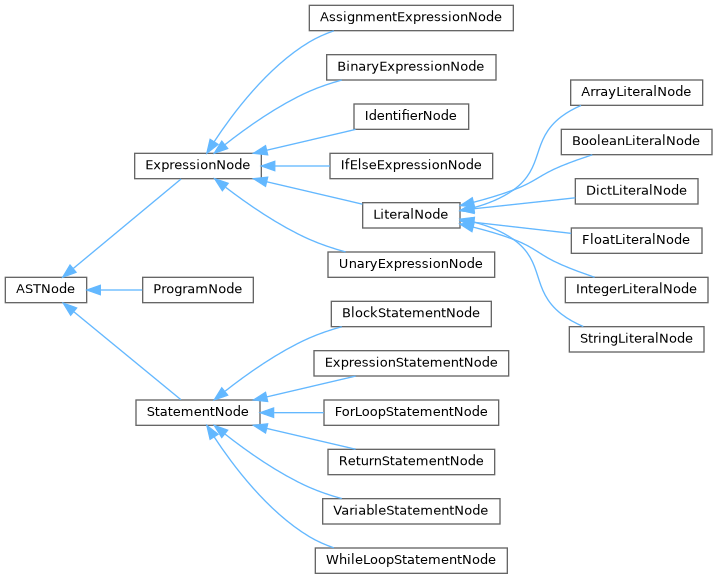 AssignmentExpressionNode
BinaryExpressionNode
ArrayLiteralNode
IdentifierNode
BooleanLiteralNode
ExpressionNode
IfElseExpressionNode
DictLiteralNode
LiteralNode
FloatLiteralNode
UnaryExpressionNode
ASTNode
ProgramNode
IntegerLiteralNode
BlockStatementNode
StringLiteralNode
ExpressionStatementNode
StatementNode
ForLoopStatementNode
ReturnStatementNode
VariableStatementNode
WhileLoopStatementNode